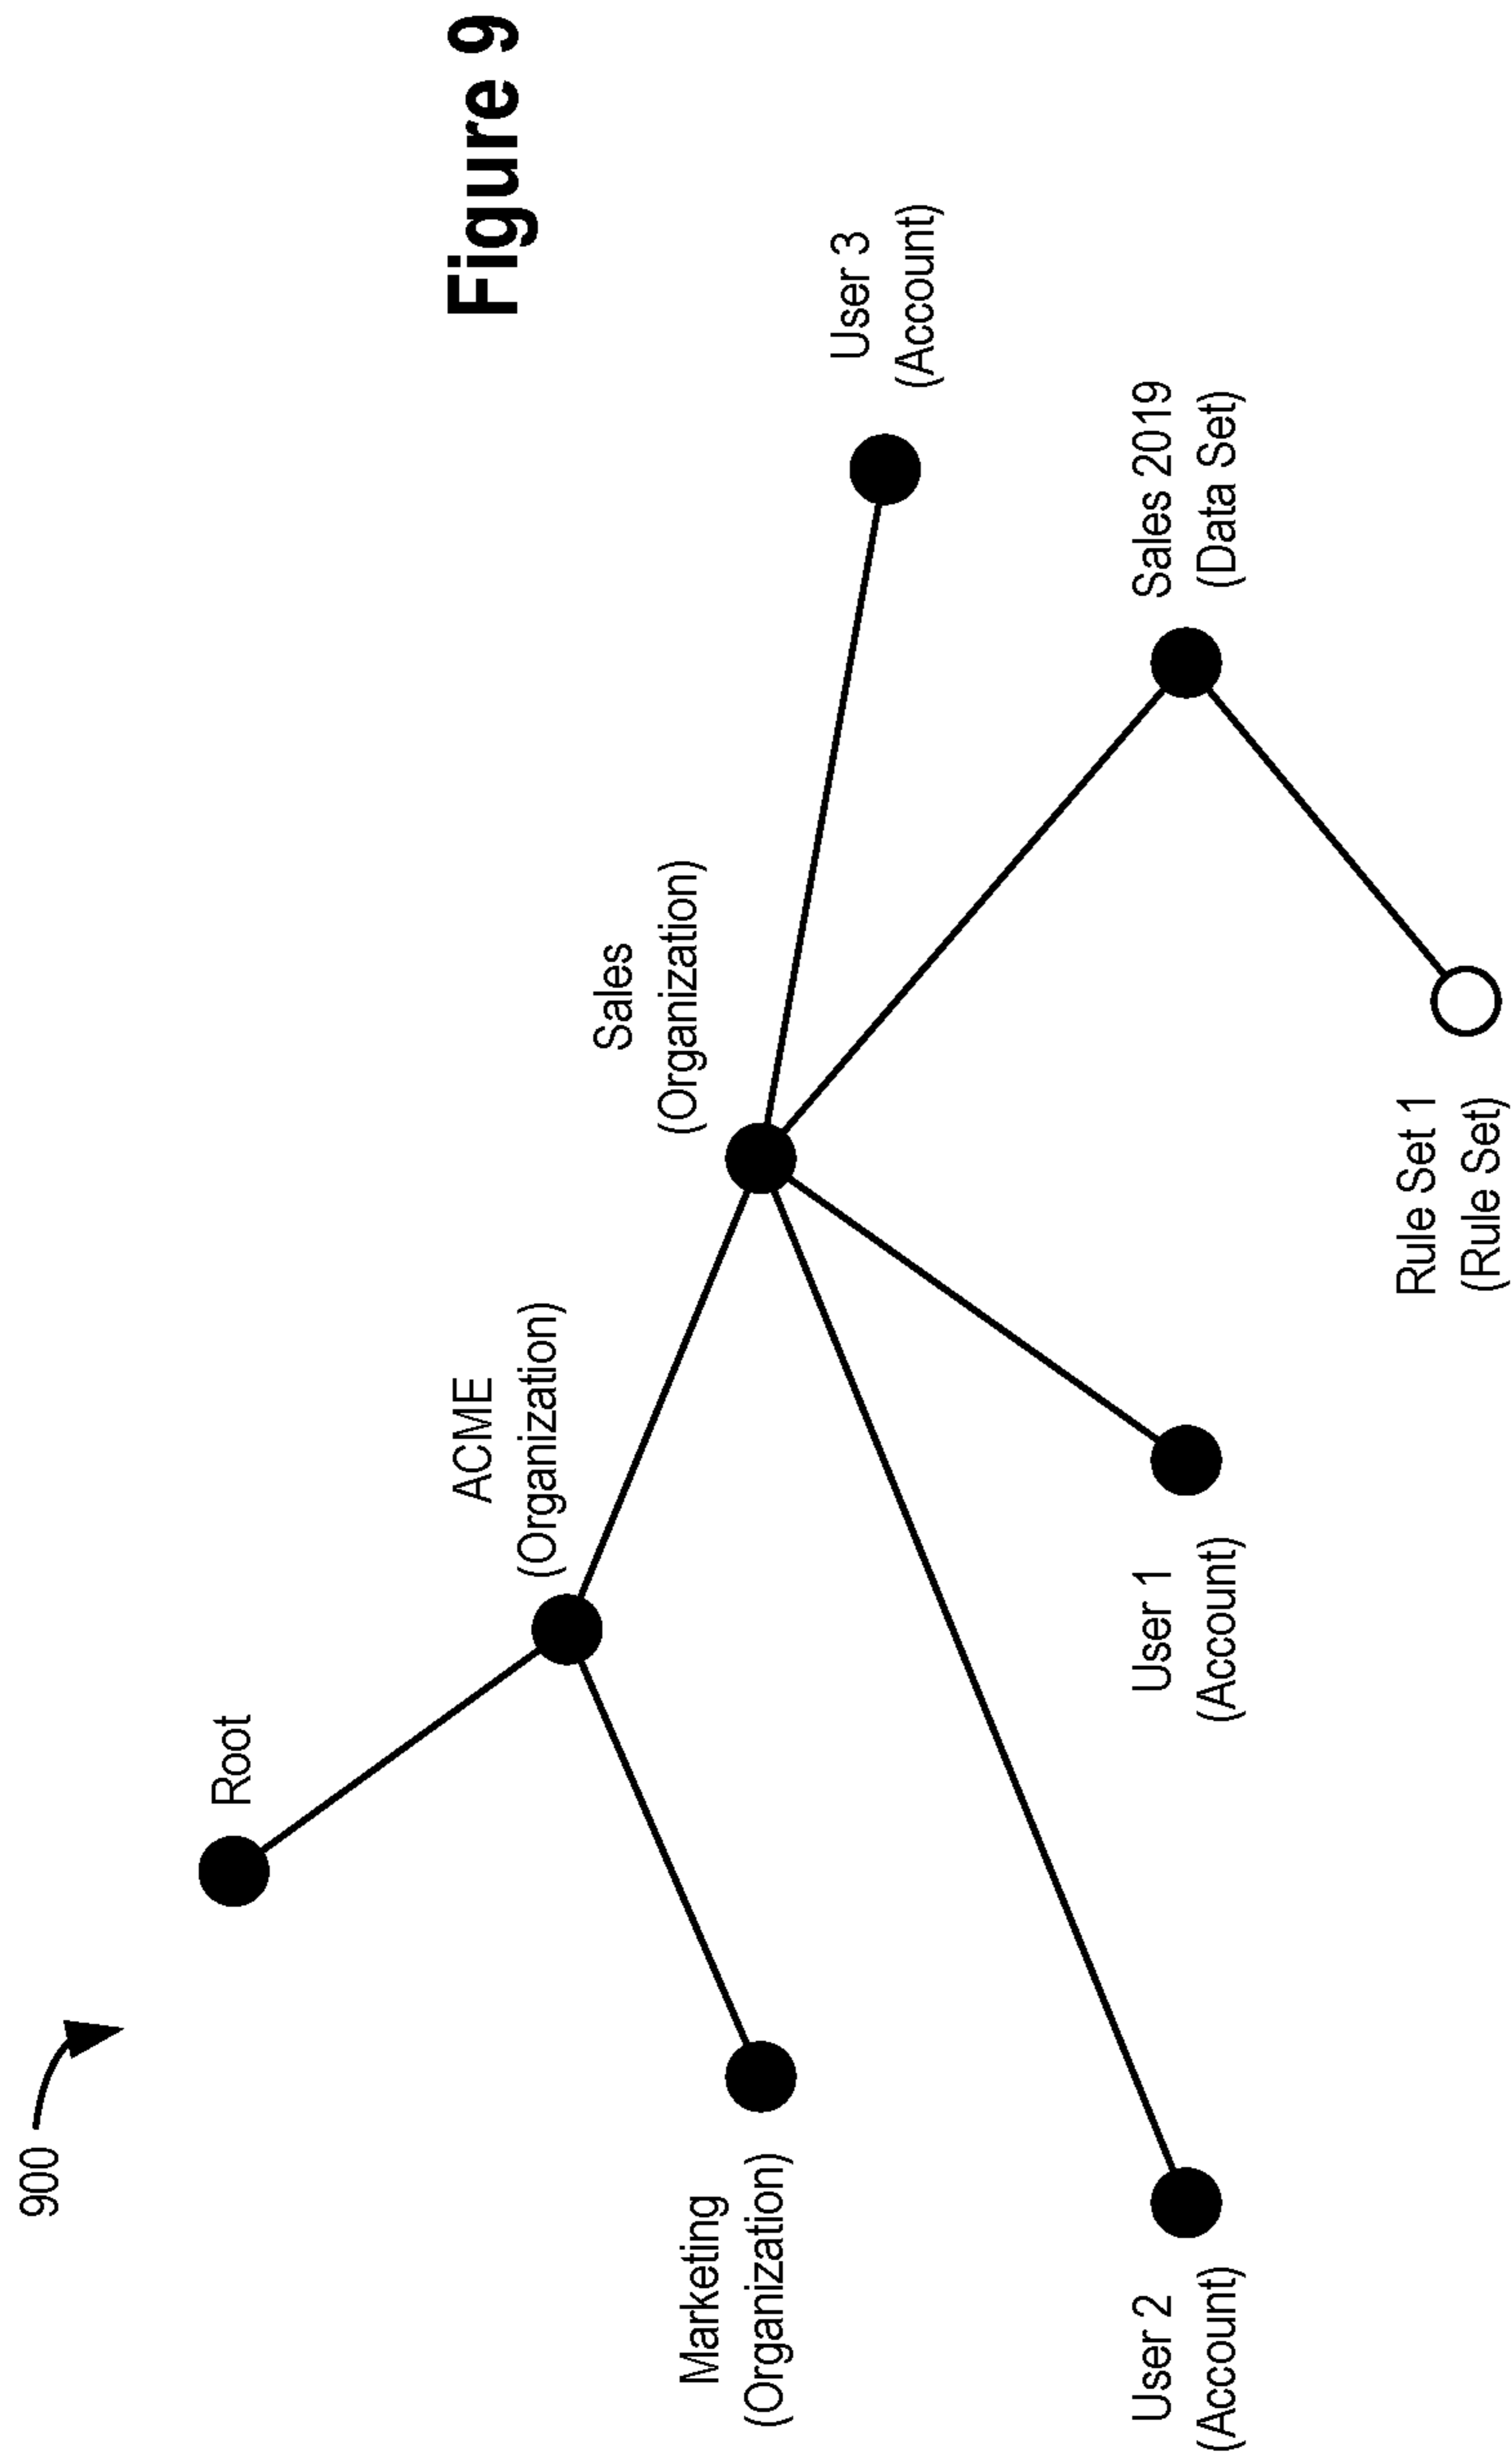 900
Root
ACME
(Organization)
Sales
(Organization)
Marketing
(Organization)
User 3
(Account)
User 2
(Account)
User 1
(Account)
Sales 2019
(Data Set)
Rule Set 1
(Rule Set)
Figure 9